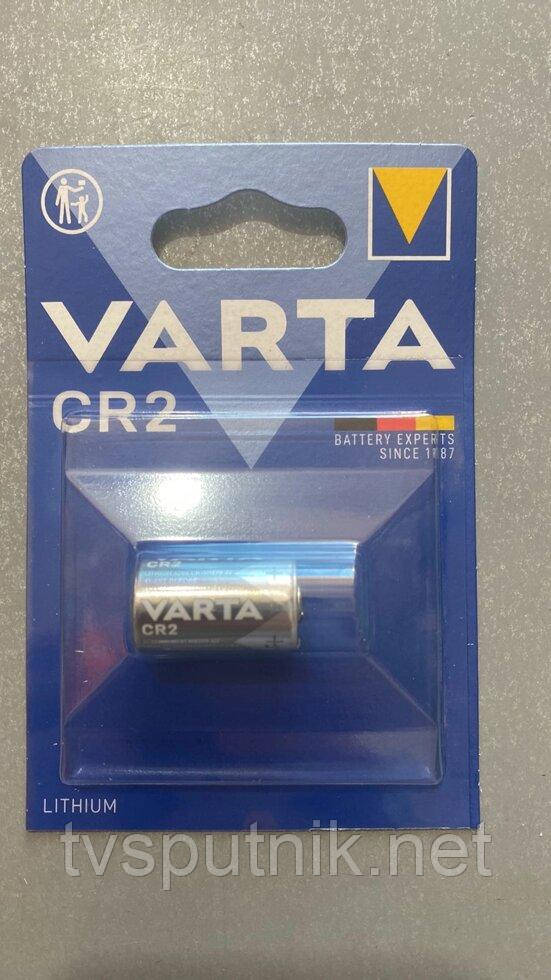 VARTA
CR2
BATTERY EXPERTS
SINCE 1887
CR2
VARTA
CR2
LITHIUM
tvsputnik.net